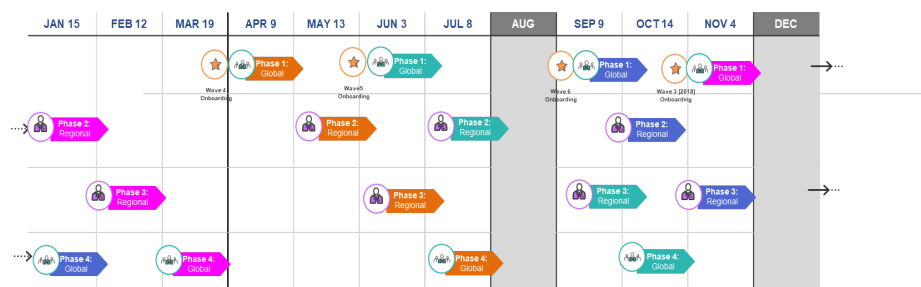 JAN 15 FEB 12 MAR 19 APR 9 MAY 13 JUN 3 JUL 8 AUG SEP 9 OCT 14 NOV 4 DEC
Phase 1:
Global
Phase 1:
Global
Phase 1:
Global
Phase 1:
Global
Wave 4
Onboarding
Wave5
Onboarding
Wave 6
Onboarding
Wave 3 [2018]
Onboarding
Phase 2:
Regional
Phase 2:
Regional
Phase 2:
Regional
Phase 2:
Regional
Phase 3:
Regional
Phase 3:
Regional
Phase 3:
Regional
Phase 3:
Regional
Phase 4:
Global
Phase 4:
Global
Phase 4:
Global
Phase 4:
Global